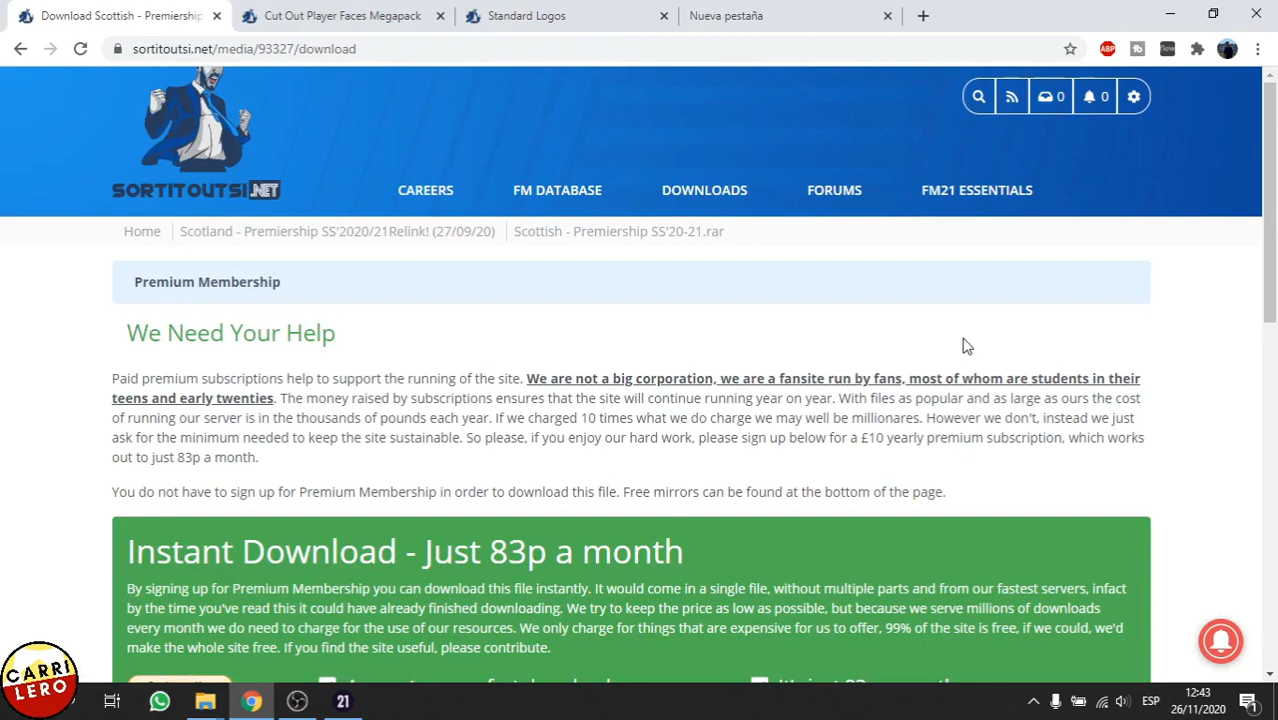 Download Scottish - Premiership
Cut Out Player Faces Megapack
Standard Logos
Nueva pestaña
sortitoutsi.net/media/93327/download
ABP
0
0
SORTITOUTSI.NET
CAREERS
FM DATABASE
DOWNLOADS
FORUMS
FM21 ESSENTIALS
Home
Scotland - Premiership SS'2020/21Relink! (27/09/20)
Scottish - Premiership SS'20-21.rar
Premium Membership
We Need Your Help
Paid premium subscriptions help to support the running of the site. We are not a big corporation, we are a fansite run by fans, most of whom are students in their
teens and early twenties. The money raised by subscriptions ensures that the site will continue running year on year. With files as popular and as large as ours the cost
of running our server is in the thousands of pounds each year. If we charged 10 times what we do charge we may well be millionares. However we don't, instead we just
ask for the minimum needed to keep the site sustainable. So please, if you enjoy our hard work, please sign up below for a £10 yearly premium subscription, which works
out to just 83p a month.
You do not have to sign up for Premium Membership in order to download this file. Free mirrors can be found at the bottom of the page.
Instant Download - Just 83p a month
By signing up for Premium Membership you can download this file instantly. It would come in a single file, without multiple parts and from our fastest servers, infact
by the time you've read this it could have already finished downloading. We try to keep the price as low as possible, but because we serve millions of downloads
every month we do need to charge for the use of our resources. We only charge for things that are expensive for us to offer, 99% of the site is free, if we could, we'd
make the whole site free. If you find the site useful, please contribute.
CARRI
LERO
21
ESP
12:43
26/11/2020
1